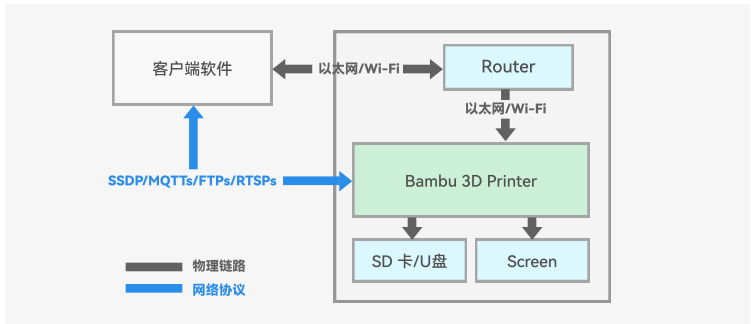 客户端软件
以太网/Wi-Fi
Router
以太网/Wi-Fi
SSDP/MQTTs/FTPs/RTSPs
Bambu 3D Printer
SD 卡/U盘
Screen
物理链路
网络协议